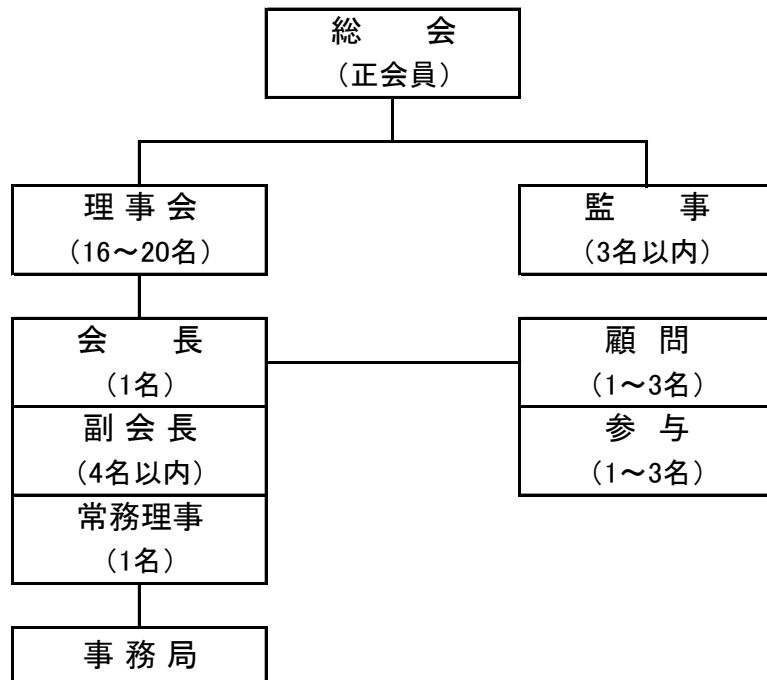 総　会
（正会員）
理 事 会
（16～20名）
監　事
（3名以内）
会　長
（1名）
副 会 長
（4名以内）
常務理事
（1名）
顧 問
（1～3名）
参 与
（1～3名）
事 務 局